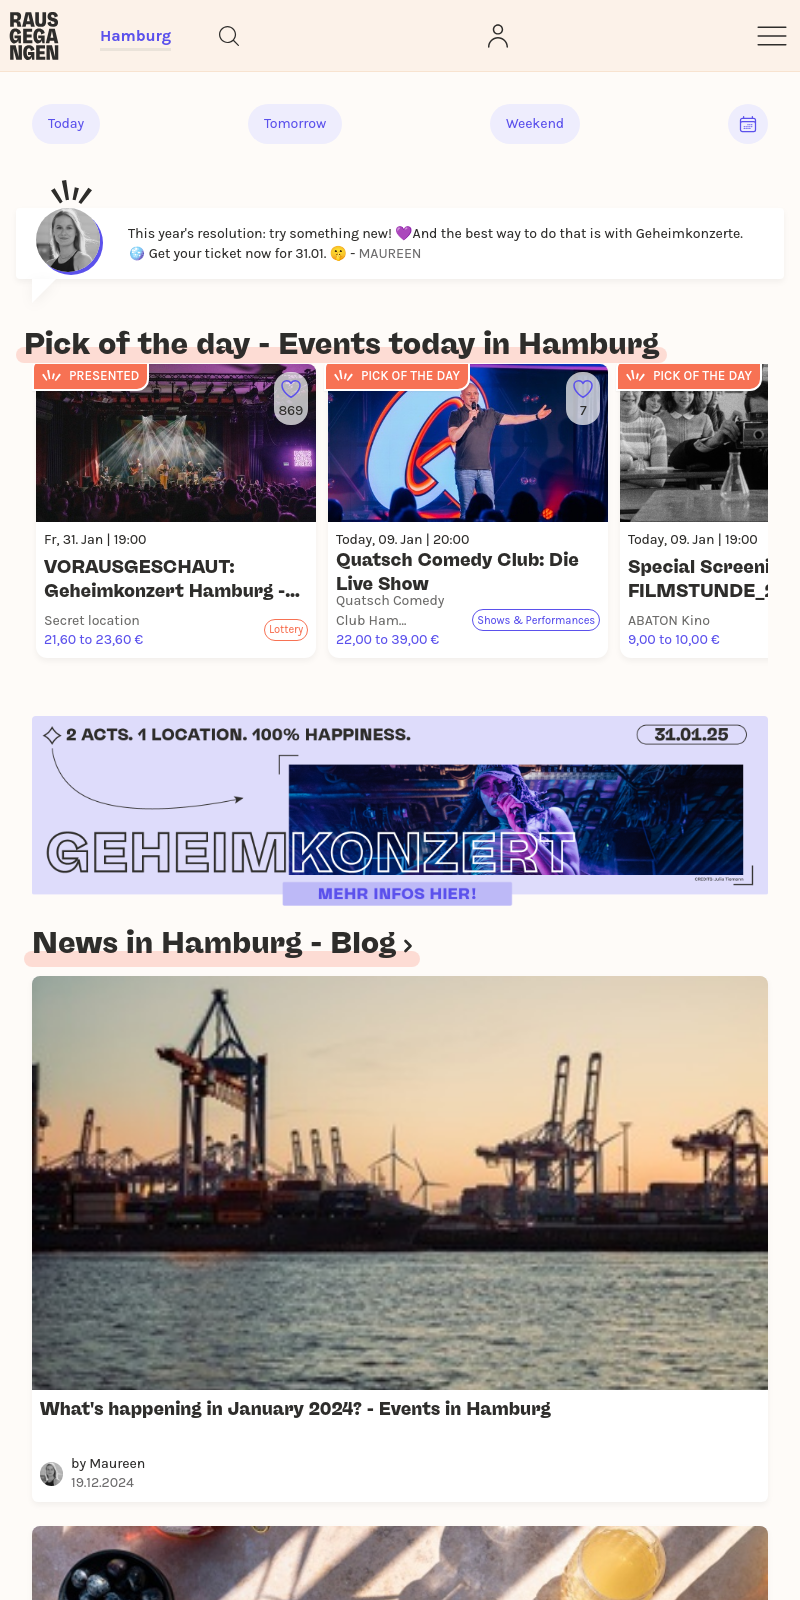 RAUS
GEGA
NGEN
Hamburg
Today
Tomorrow
Weekend
This year's resolution: try something new! 💜And the best way to do that is with Geheimkonzerte.
🪩 Get your ticket now for 31.01. 🤫 - MAUREEN
Pick of the day - Events today in Hamburg
PRESENTED
869
Fr, 31. Jan | 19:00
VORAUSGESCHAUT:
Geheimkonzert Hamburg -...
Secret location
21,60 to 23,60 €
Lottery
PICK OF THE DAY
7
Today, 09. Jan | 20:00
Quatsch Comedy Club: Die
Live Show
Quatsch Comedy
Club Ham...
22,00 to 39,00 €
Shows & Performances
PICK OF THE DAY
Today, 09. Jan | 19:00
Special Screeni
FILMSTUNDE_2
ABATON Kino
9,00 to 10,00 €
2 ACTS. 1 LOCATION. 100% HAPPINESS.
31.01.25
GEHEIMKONZERT
CREDITS: Julia Tiemann
MEHR INFOS HIER!
News in Hamburg - Blog ›
What's happening in January 2024? - Events in Hamburg
by Maureen
19.12.2024